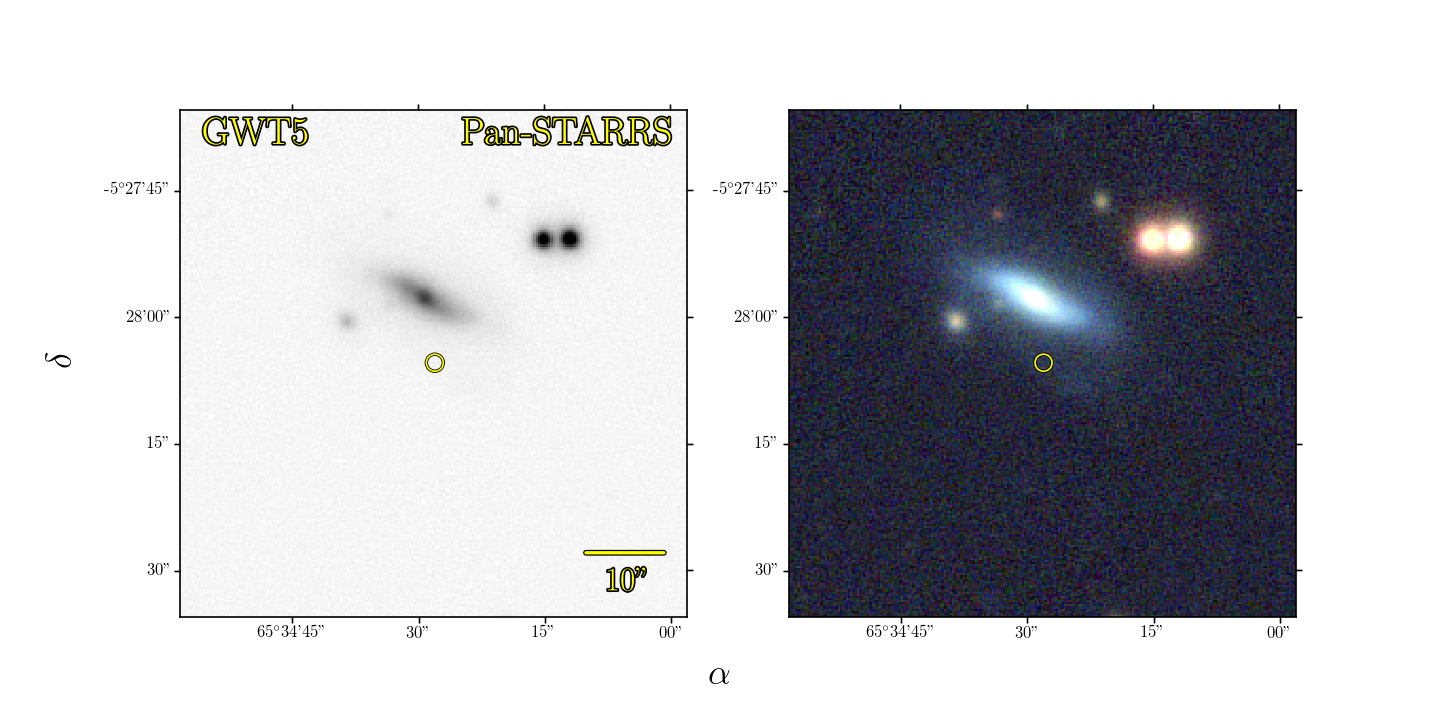 GWT5 Pan-STARRS
-5°27'45" -5°27'45"
28'00" 28'00"
δ
15" 15"
30" 30"
10"
65°34'45" 30" 15" 00" 65°34'45" 30" 15" 00"
α